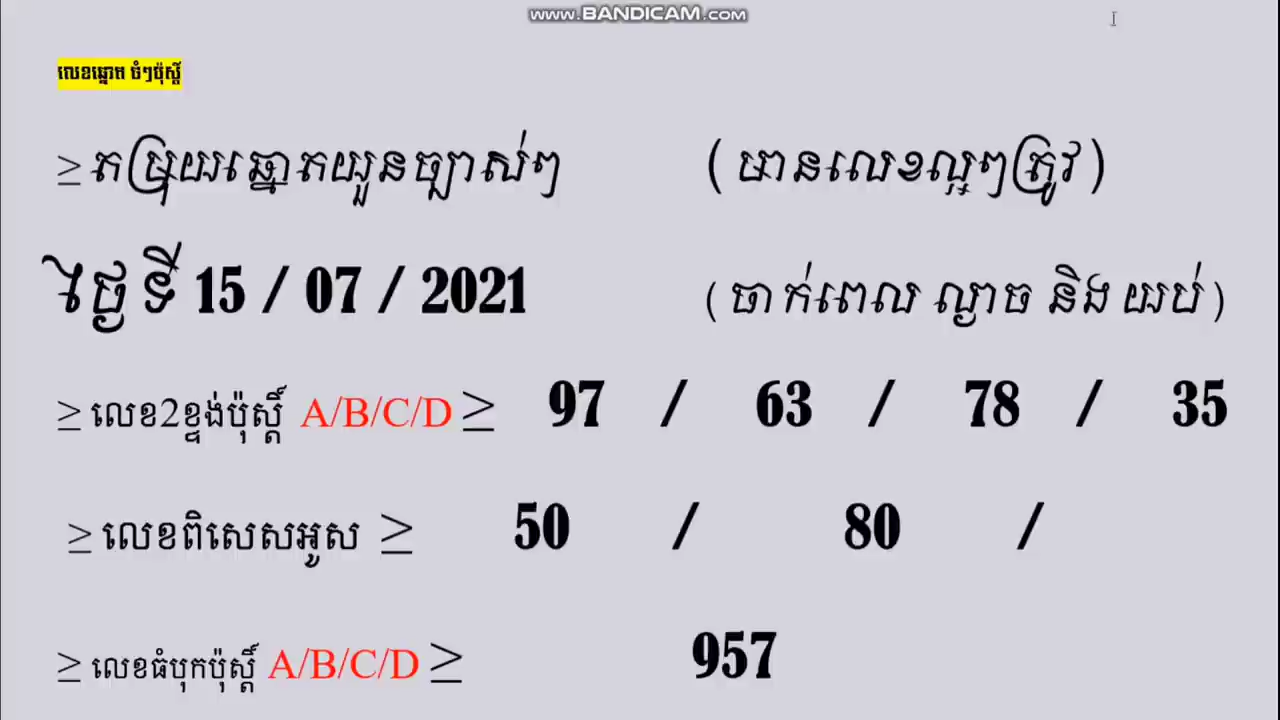 www.BANDICAM.com
លេខឆ្នោត ចំៗប៉ុស្តិ៍
≥ តម្រុយឆ្នោតយួនច្បាស់ៗ (មានលេខល្អៗត្រូវ)
ថ្ងៃទី 15 / 07 / 2021 (ចាក់ពេល ល្ងាច និង យប់)
≥ លេខ2ខ្ទង់ប៉ុស្តិ៍ A/B/C/D ≥ 97 / 63 / 78 / 35
≥ លេខពិសេសអូស ≥ 50 / 80 /
≥ លេខធំបុកប៉ុស្តិ៍ A/B/C/D ≥ 957